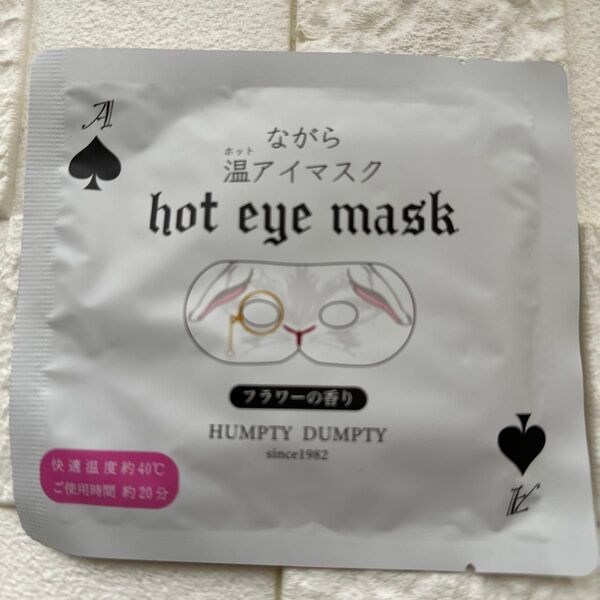 A
ながら
ホット
温アイマスク
hot eye mask
フラワーの香り
HUMPTY DUMPTY
since1982
快適温度約40℃
ご使用時間 約20分
A